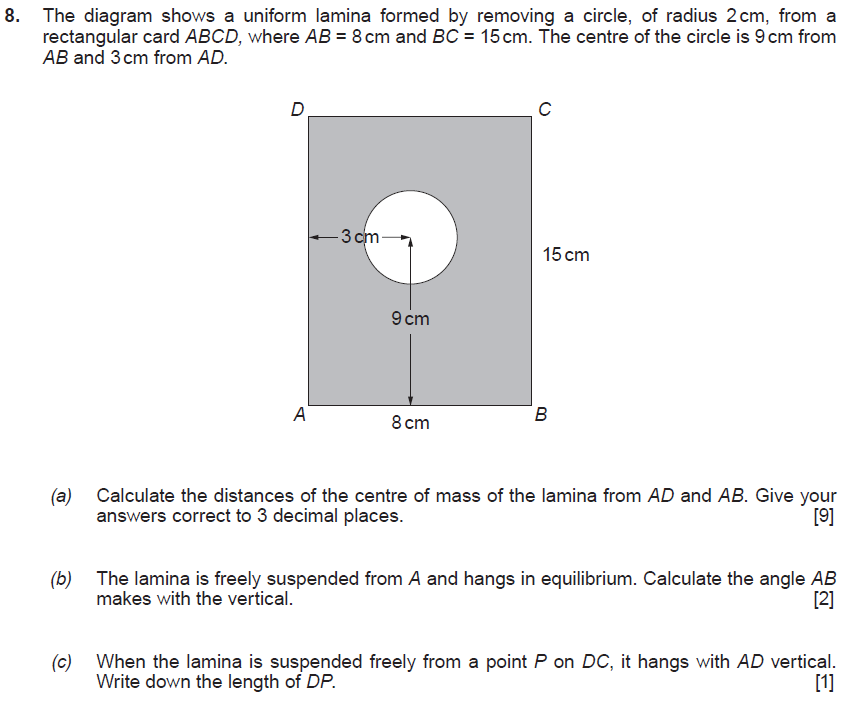 8. The diagram shows a uniform lamina formed by removing a circle, of radius 2 cm, from a
rectangular card ABCD, where AB = 8 cm and BC = 15 cm. The centre of the circle is 9 cm from
AB and 3 cm from AD.
D
C
3 cm
15 cm
9 cm
A
8 cm
B
(a) Calculate the distances of the centre of mass of the lamina from AD and AB. Give your
answers correct to 3 decimal places. [9]
(b) The lamina is freely suspended from A and hangs in equilibrium. Calculate the angle AB
makes with the vertical. [2]
(c) When the lamina is suspended freely from a point P on DC, it hangs with AD vertical.
Write down the length of DP. [1]